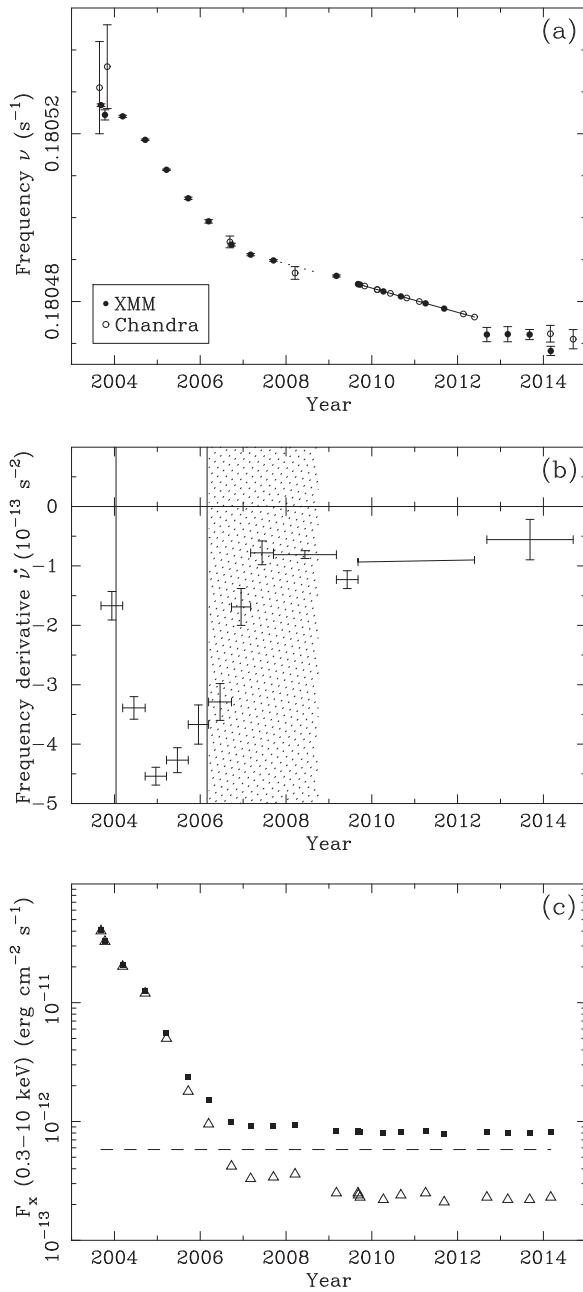 (a)
Frequency ν (s⁻¹)
0.18052
0.18048
XMM
Chandra
2004 2006 2008 2010 2012 2014
Year
(b)
Frequency derivative ν̇ (10⁻¹³ s⁻²)
0
−1
−2
−3
−4
−5
2004 2006 2008 2010 2012 2014
Year
(c)
Fₓ (0.3−10 keV) (erg cm⁻² s⁻¹)
10⁻¹¹
10⁻¹²
10⁻¹³
2004 2006 2008 2010 2012 2014
Year